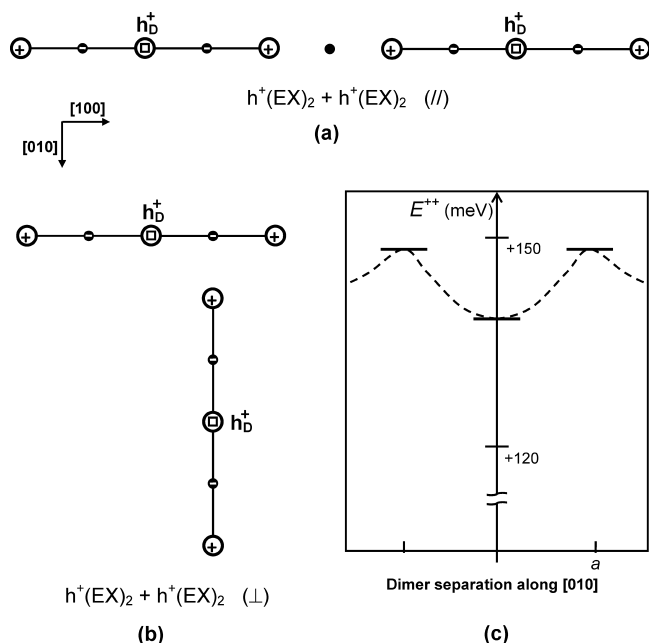 h⁺D h⁺D
+ − − + + − − +
h⁺(EX)₂ + h⁺(EX)₂ (//)
(a)
[100]
[010]
h⁺D
+ − − +
+
−
h⁺D
−
+
h⁺(EX)₂ + h⁺(EX)₂ (⊥)
(b)
E⁺⁺ (meV)
+150
+120
a
Dimer separation along [010]
(c)